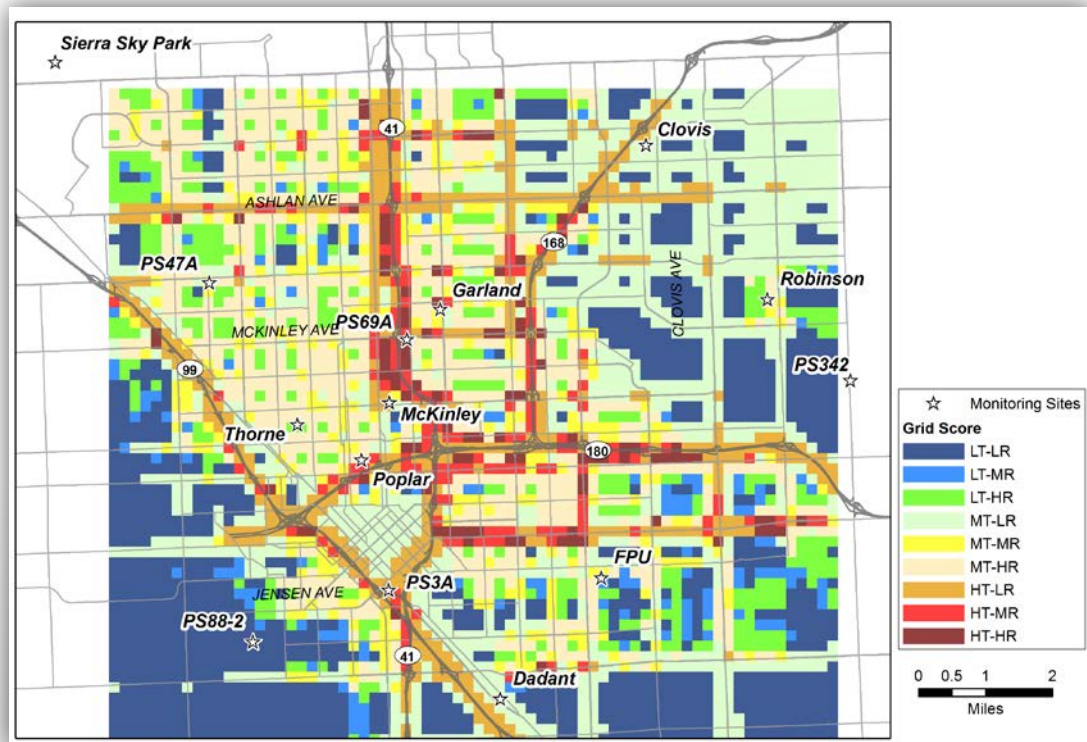 Sierra Sky Park
41
Clovis
ASHLAN AVE
168
PS47A
Garland
CLOVIS AVE
Robinson
MCKINLEY AVE
PS69A
99
PS342
McKinley
Thorne
180
Poplar
FPU
PS3A
JENSEN AVE
PS88-2
41
Dadant
Monitoring Sites
Grid Score
LT-LR
LT-MR
LT-HR
MT-LR
MT-MR
MT-HR
HT-LR
HT-MR
HT-HR
0 0.5 1 2
Miles